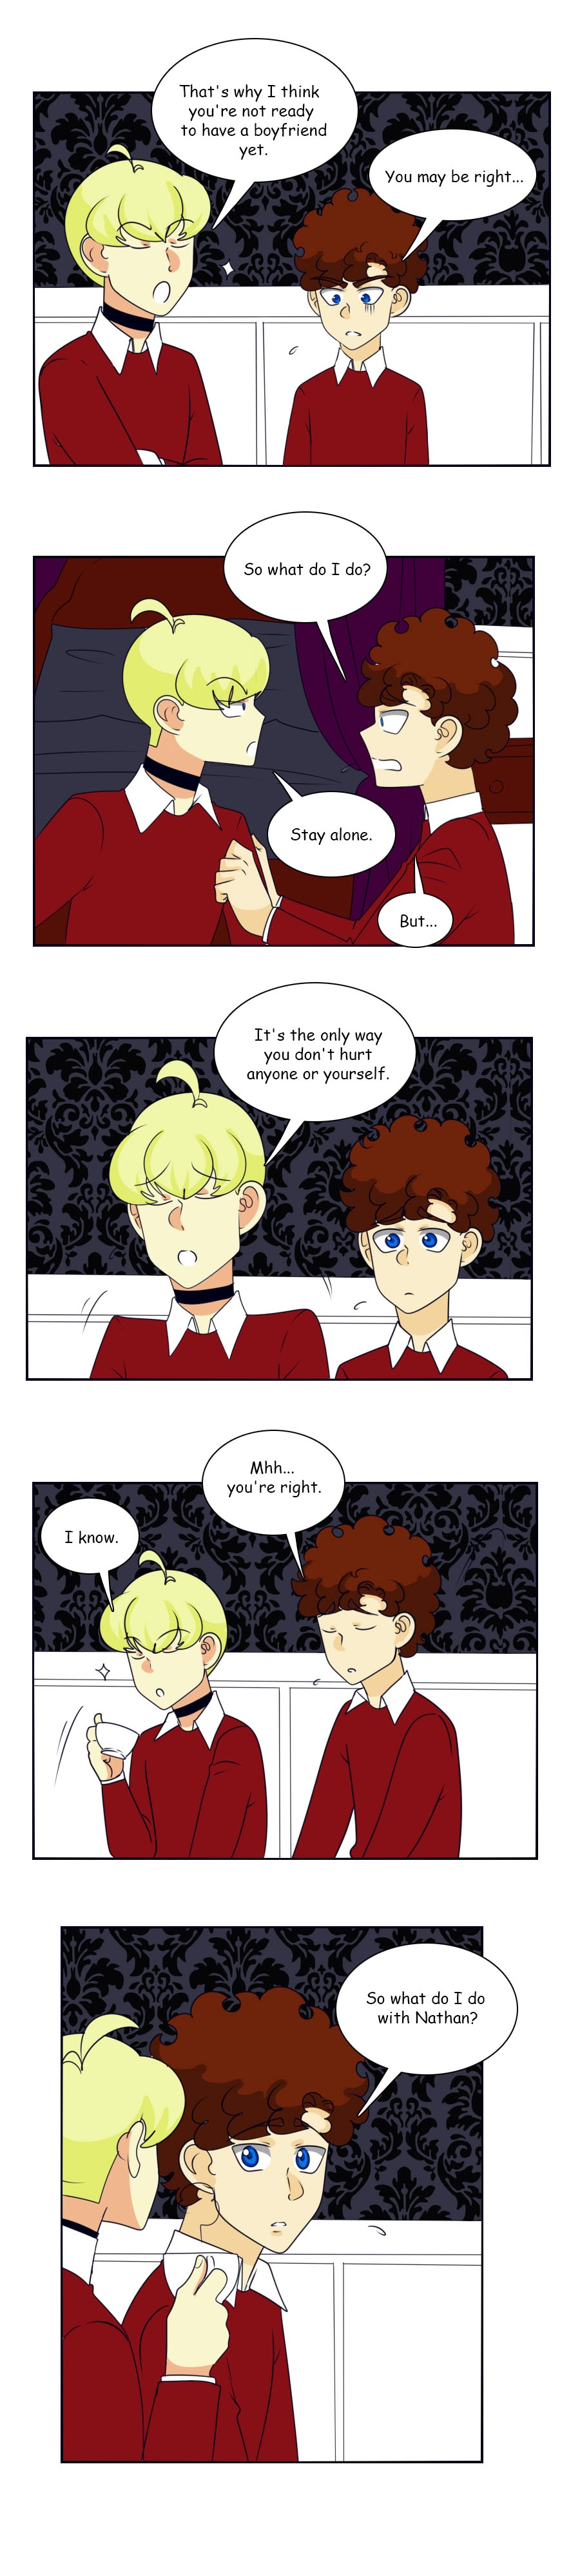 That's why I think
you're not ready
to have a boyfriend
yet.
You may be right...
So what do I do?
Stay alone.
But...
It's the only way
you don't hurt
anyone or yourself.
Mhh...
you're right.
I know.
So what do I do
with Nathan?